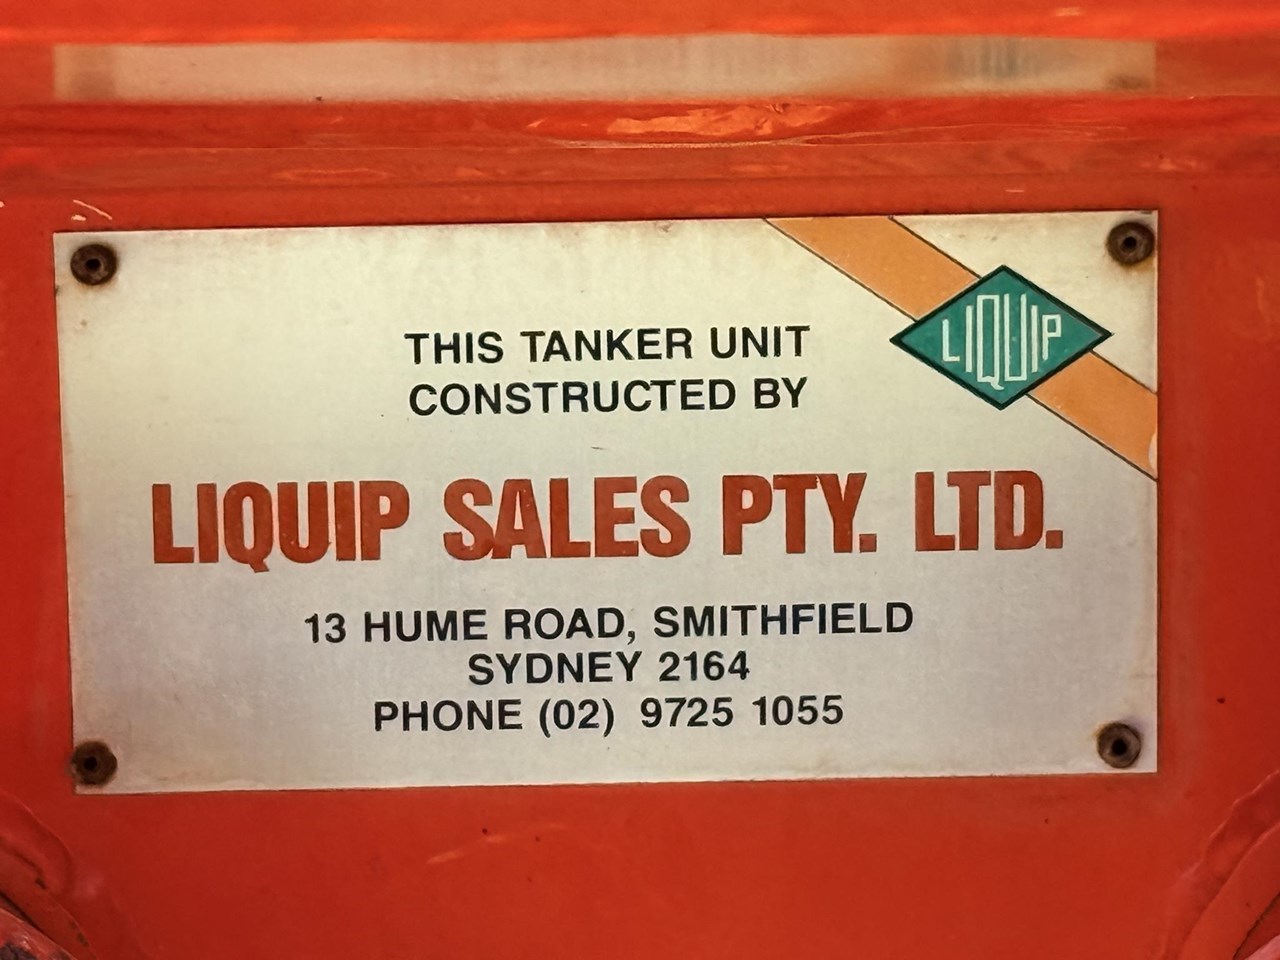 LIQUIP
THIS TANKER UNIT
CONSTRUCTED BY
LIQUIP SALES PTY. LTD.
13 HUME ROAD, SMITHFIELD
SYDNEY 2164
PHONE (02) 9725 1055